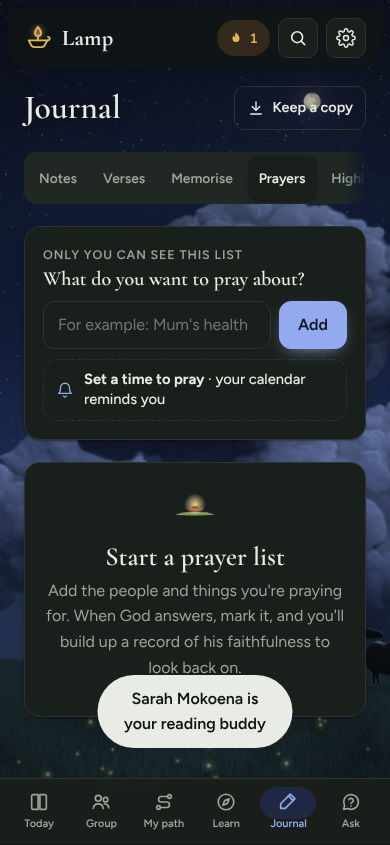 Lamp
1
Journal
Keep a copy
Notes
Verses
Memorise
Prayers
High
ONLY YOU CAN SEE THIS LIST
What do you want to pray about?
For example: Mum's health
Add
Set a time to pray · your calendar
reminds you
Start a prayer list
Add the people and things you're praying
for. When God answers, mark it, and you'll
build up a record of his faithfulness to
look back on.
Sarah Mokoena is
your reading buddy
Today
Group
My path
Learn
Journal
Ask